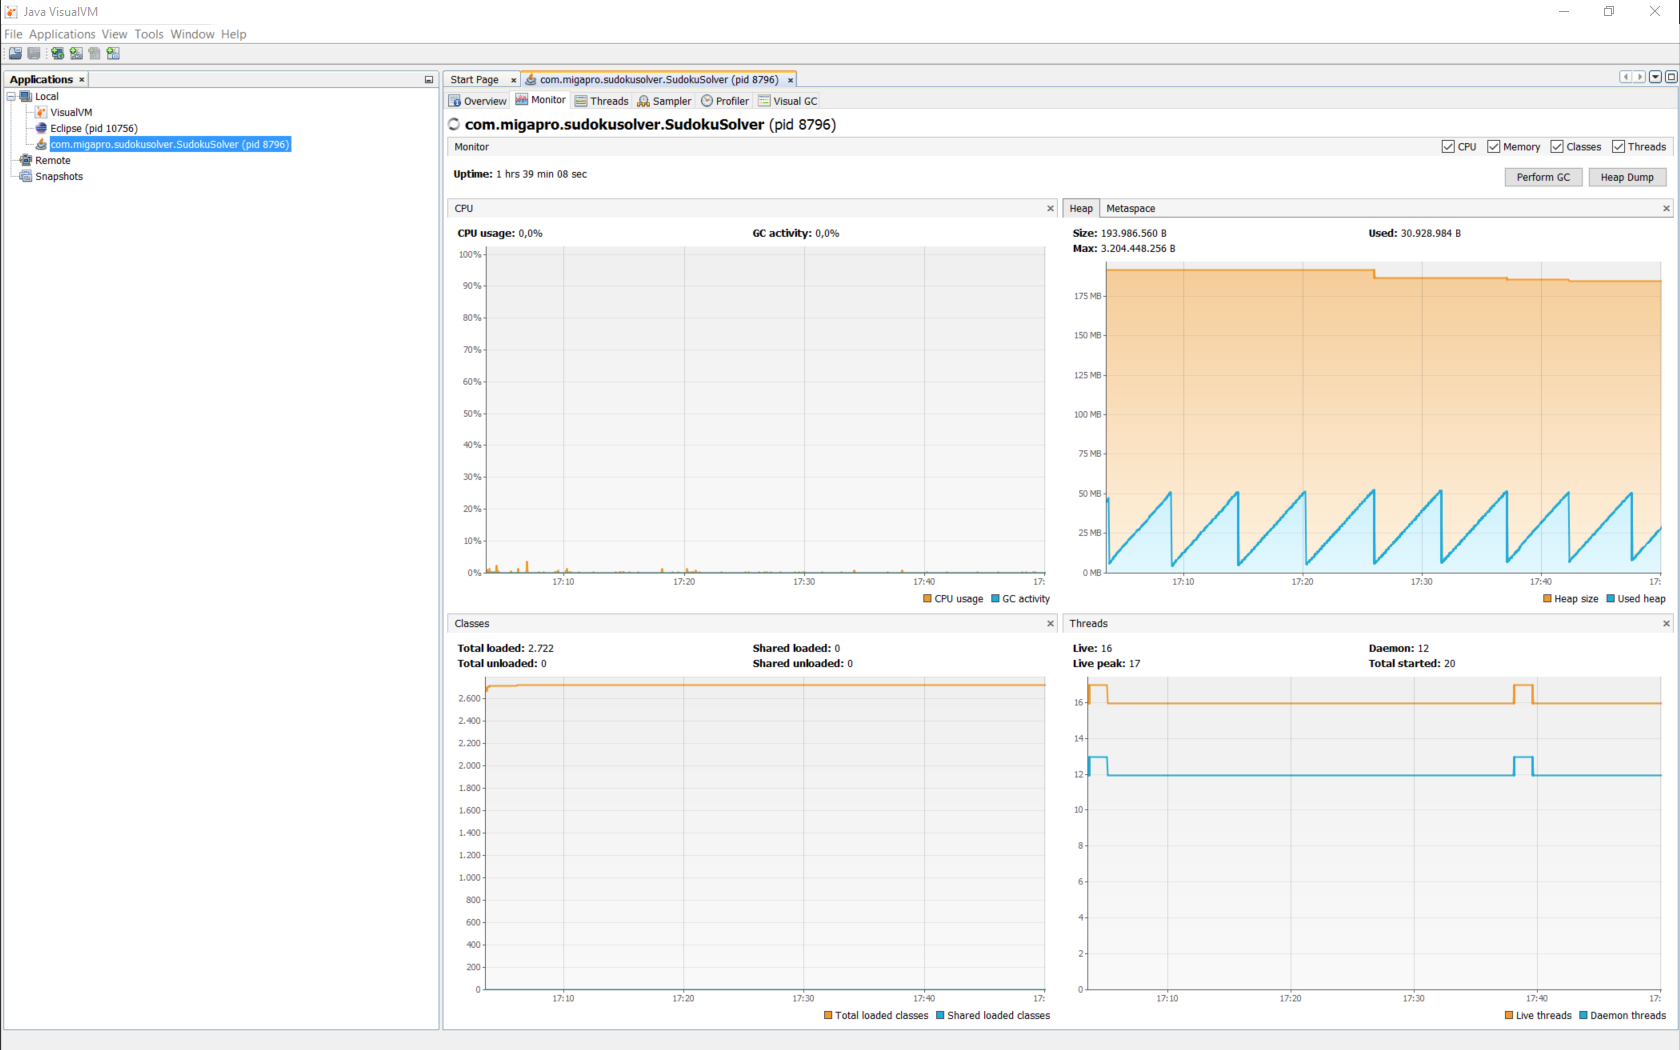 Java VisualVM
File Applications View Tools Window Help
Applications
Local
VisualVM
Eclipse (pid 10756)
com.migapro.sudokusolver.SudokuSolver (pid 8796)
Remote
Snapshots
Start Page com.migapro.sudokusolver.SudokuSolver (pid 8796)
Overview Monitor Threads Sampler Profiler Visual GC
com.migapro.sudokusolver.SudokuSolver (pid 8796)
Monitor CPU Memory Classes Threads
Uptime: 1 hrs 39 min 08 sec Perform GC Heap Dump
CPU
CPU usage: 0,0% GC activity: 0,0%
100%
90%
80%
70%
60%
50%
40%
30%
20%
10%
0%
17:10 17:20 17:30 17:40 17:
CPU usage GC activity
Heap Metaspace
Size: 193.986.560 B Used: 30.928.984 B
Max: 3.204.448.256 B
175 MB
150 MB
125 MB
100 MB
75 MB
50 MB
25 MB
0 MB
17:10 17:20 17:30 17:40 17:
Heap size Used heap
Classes
Total loaded: 2.722 Shared loaded: 0
Total unloaded: 0 Shared unloaded: 0
2.600
2.400
2.200
2.000
1.800
1.600
1.400
1.200
1.000
800
600
400
200
0
17:10 17:20 17:30 17:40 17:
Total loaded classes Shared loaded classes
Threads
Live: 16 Daemon: 12
Live peak: 17 Total started: 20
16
14
12
10
8
6
4
2
0
17:10 17:20 17:30 17:40 17:
Live threads Daemon threads